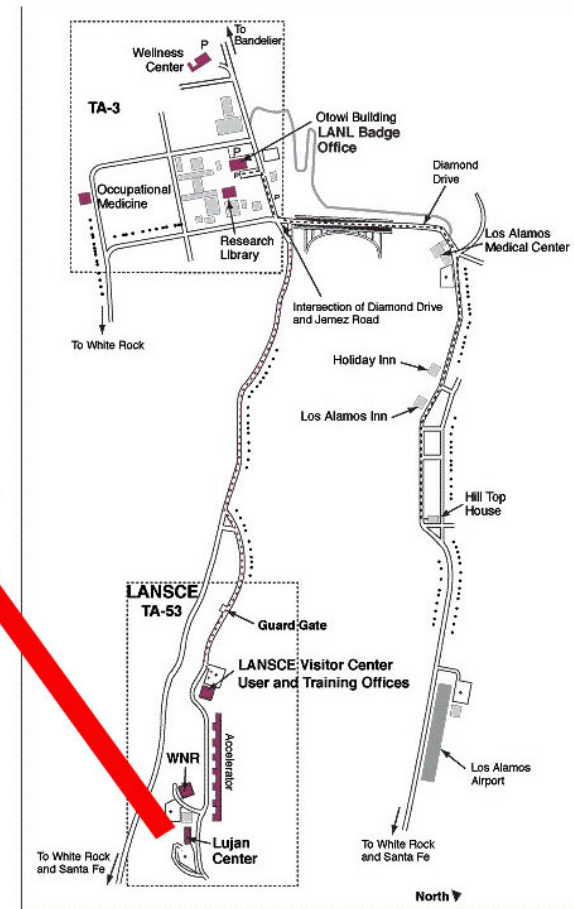 To
Bandelier
P
Wellness
Center
TA-3
Otowi Building
LANL Badge
Office
P
P
P
Diamond
Drive
Occupational
Medicine
Los Alamos
Medical Center
Research
Library
Intersection of Diamond Drive
and Jemez Road
To White Rock
Holiday Inn
Los Alamos Inn
Hill Top
House
LANSCE
TA-53
Guard Gate
LANSCE Visitor Center
User and Training Offices
Accelerator
WNR
Los Alamos
Airport
Lujan
Center
To White Rock
and Santa Fe
To White Rock
and Santa Fe
North